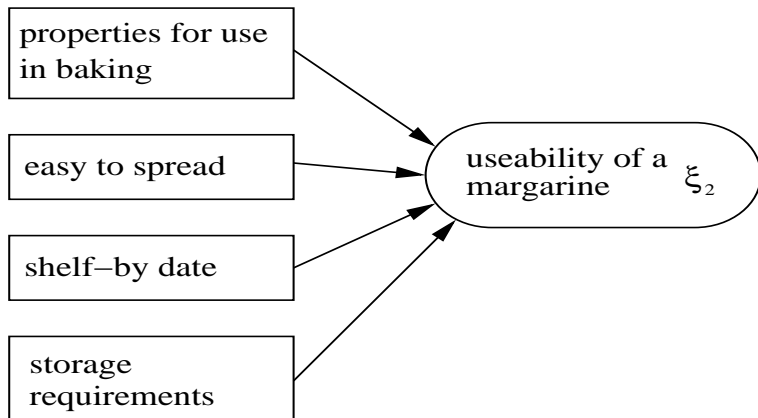 properties for use
in baking
easy to spread
shelf–by date
storage
requirements
useability of a
margarine ξ₂